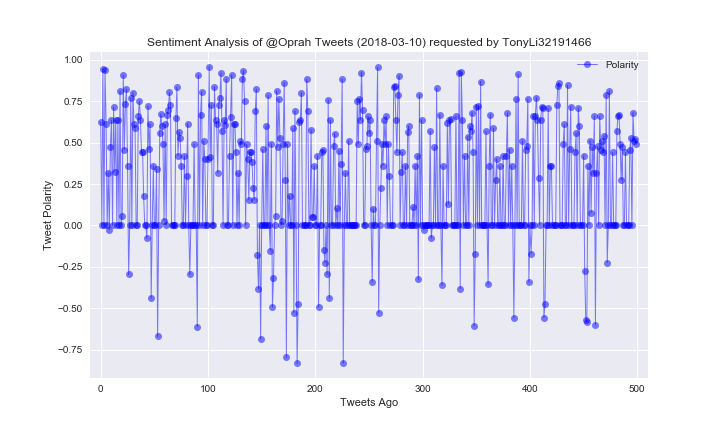 Sentiment Analysis of @Oprah Tweets (2018-03-10) requested by TonyLi32191466
Polarity
1.00
0.75
0.50
0.25
0.00
−0.25
−0.50
−0.75
Tweet Polarity
0 100 200 300 400 500
Tweets Ago